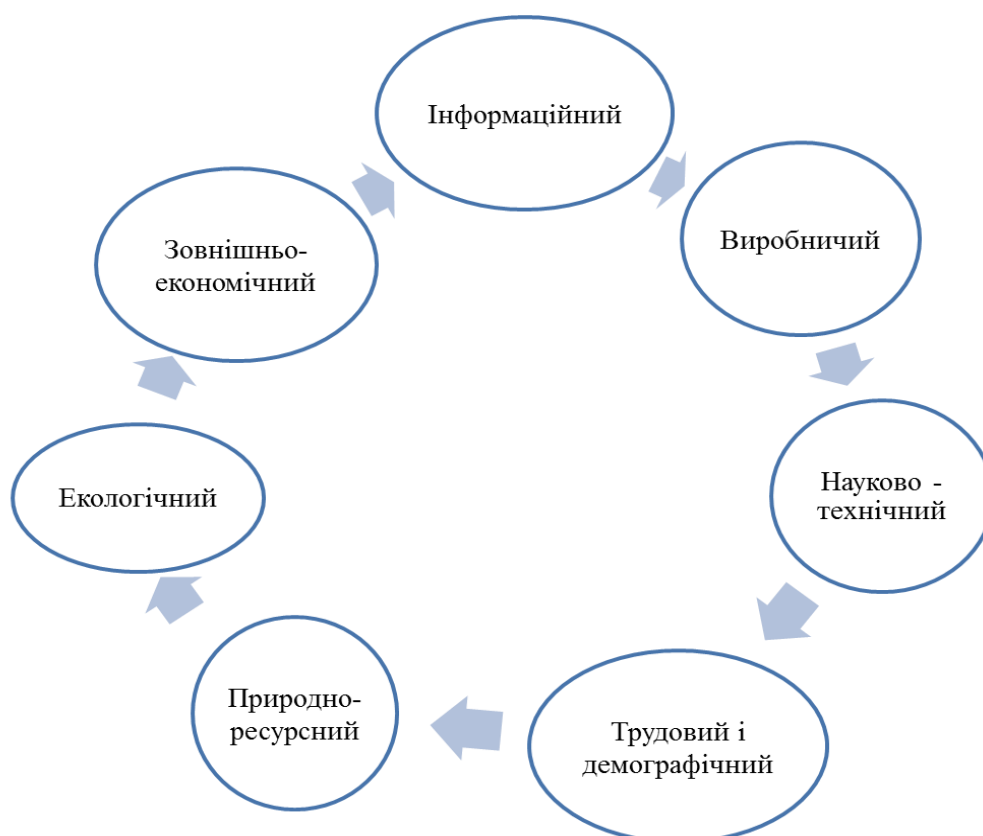 Інформаційний
Виробничий
Науково -
технічний
Трудовий і
демографічний
Природно-
ресурсний
Екологічний
Зовнішньо-
економічний